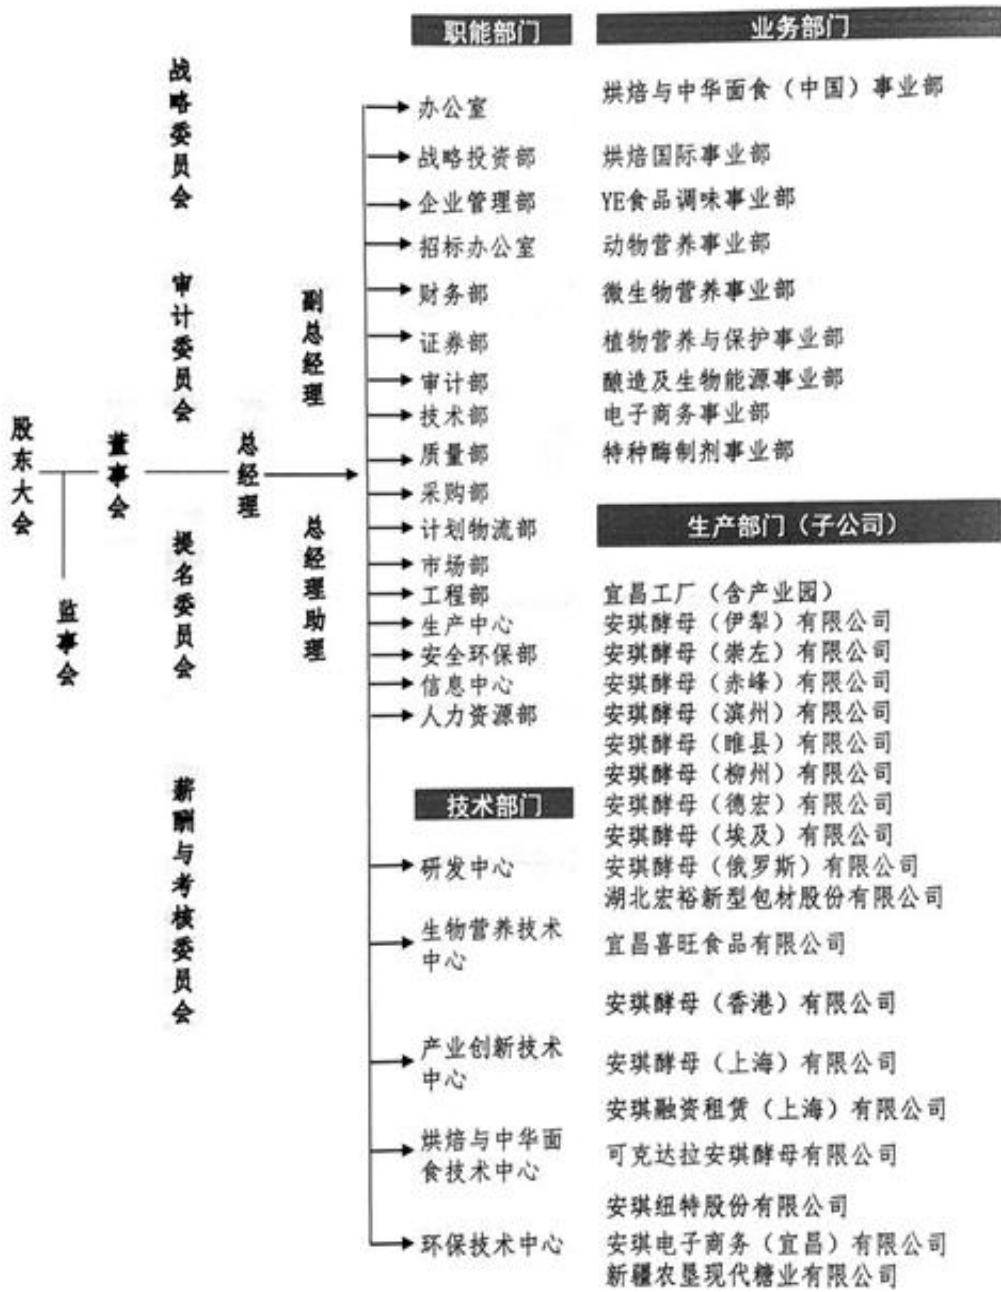 股东大会
监事会
董事会
战略委员会
审计委员会
提名委员会
薪酬与考核委员会
总经理
副总经理
总经理助理
职能部门
办公室
战略投资部
企业管理部
招标办公室
财务部
证券部
审计部
技术部
质量部
采购部
计划物流部
市场部
工程部
生产中心
安全环保部
信息中心
人力资源部
技术部门
研发中心
生物营养技术
中心
产业创新技术
中心
烘焙与中华面
食技术中心
环保技术中心
业务部门
烘焙与中华面食（中国）事业部
烘焙国际事业部
YE食品调味事业部
动物营养事业部
微生物营养事业部
植物营养与保护事业部
酿造及生物能源事业部
电子商务事业部
特种酶制剂事业部
生产部门（子公司）
宜昌工厂（含产业园）
安琪酵母（伊犁）有限公司
安琪酵母（崇左）有限公司
安琪酵母（赤峰）有限公司
安琪酵母（滨州）有限公司
安琪酵母（睢县）有限公司
安琪酵母（柳州）有限公司
安琪酵母（德宏）有限公司
安琪酵母（埃及）有限公司
安琪酵母（俄罗斯）有限公司
湖北宏裕新型包材股份有限公司
宜昌喜旺食品有限公司
安琪酵母（香港）有限公司
安琪酵母（上海）有限公司
安琪融资租赁（上海）有限公司
可克达拉安琪酵母有限公司
安琪纽特股份有限公司
安琪电子商务（宜昌）有限公司
新疆农垦现代糖业有限公司